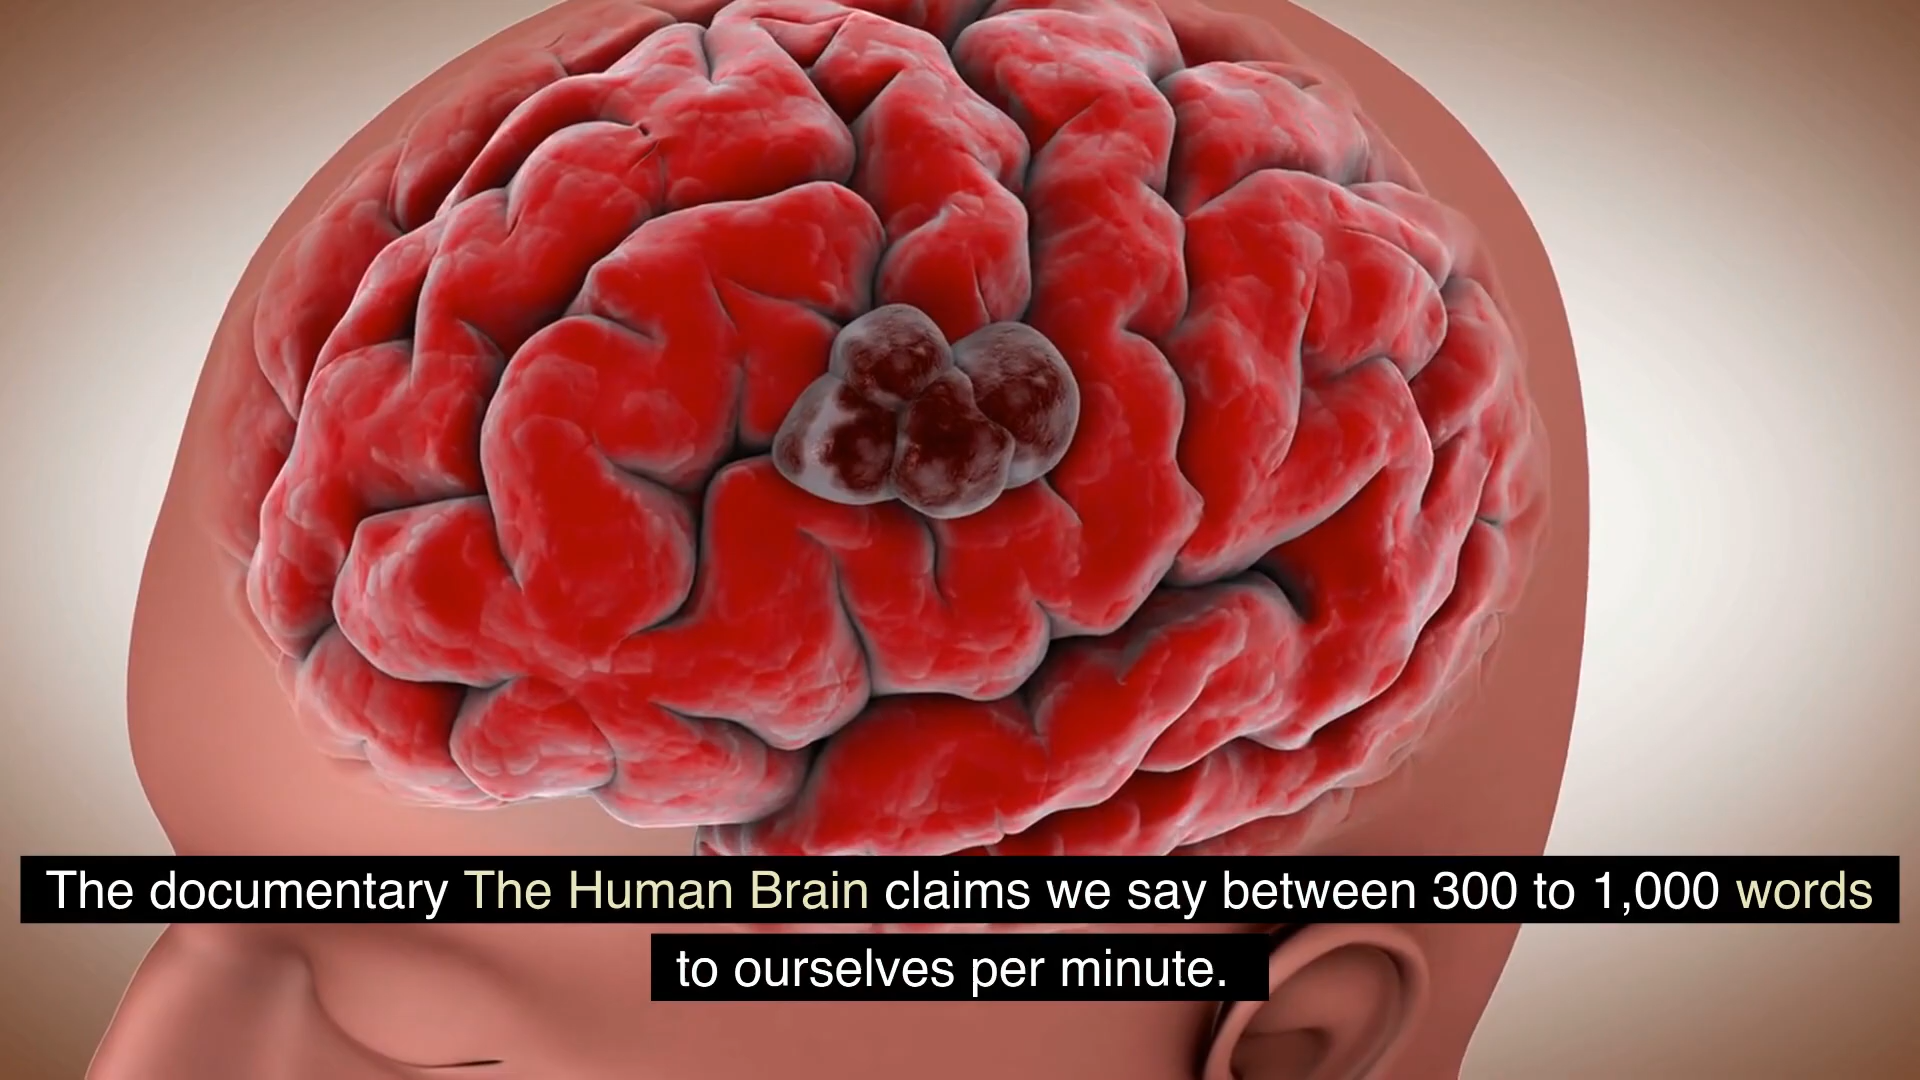 The documentary The Human Brain claims we say between 300 to 1,000 words
to ourselves per minute.